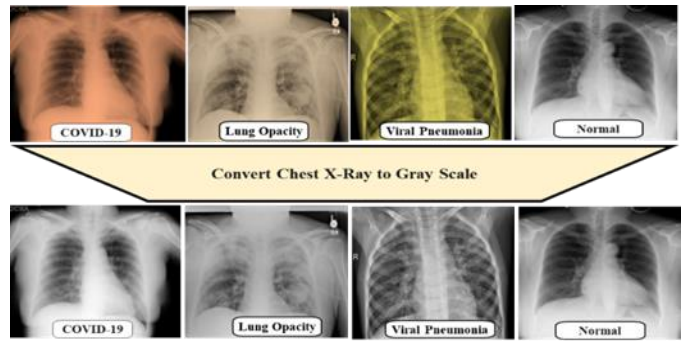 COVID-19
Lung Opacity
Viral Pneumonia
Normal
R
Convert Chest X-Ray to Gray Scale
COVID-19
Lung Opacity
Viral Pneumonia
Normal
R